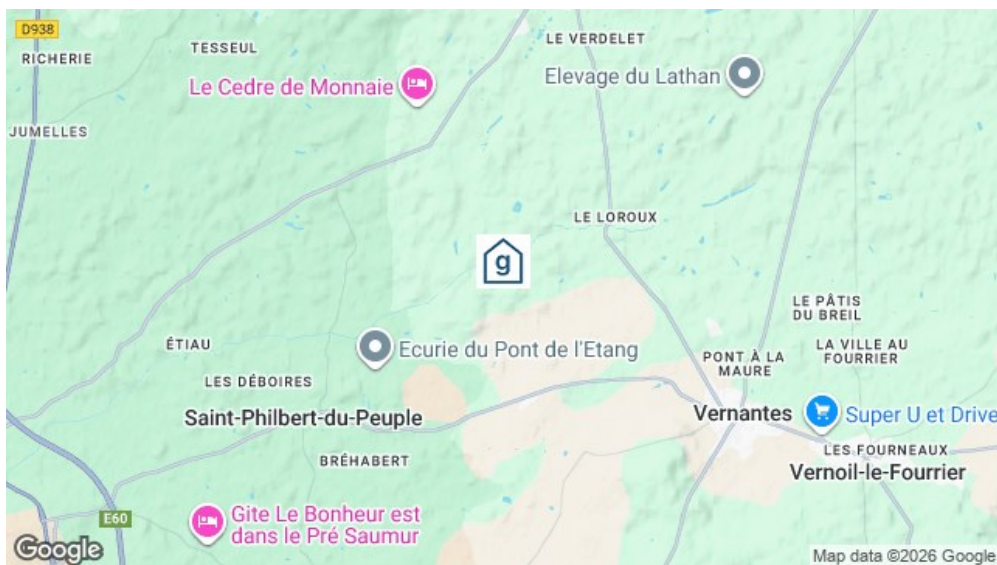 D938
RICHERIE
TESSEUL
LE VERDELET
Le Cedre de Monnaie
Elevage du Lathan
JUMELLES
LE LOROUX
g
LE PÂTIS
DU BREIL
ÉTIAU
Ecurie du Pont de l'Etang
PONT À LA
MAURE
LA VILLE AU
FOURRIER
LES DÉBOIRES
Saint-Philbert-du-Peuple
Vernantes
Super U et Drive
BRÉHABERT
LES FOURNEAUX
Vernoil-le-Fourrier
E60
Gite Le Bonheur est
dans le Pré Saumur
Google
Map data ©2026 Google